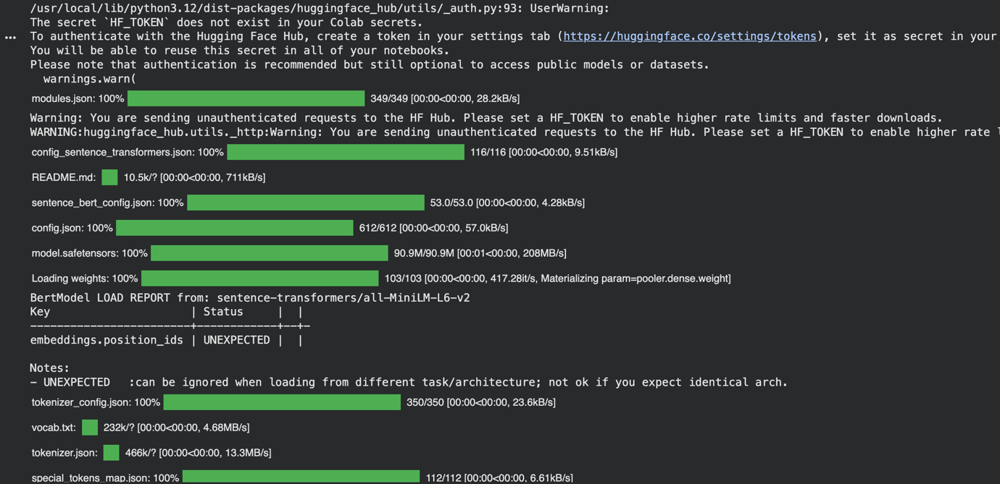 /usr/local/lib/python3.12/dist-packages/huggingface_hub/utils/_auth.py:93: UserWarning:
The secret `HF_TOKEN` does not exist in your Colab secrets.
To authenticate with the Hugging Face Hub, create a token in your settings tab (https://huggingface.co/settings/tokens), set it as secret in your
You will be able to reuse this secret in all of your notebooks.
Please note that authentication is recommended but still optional to access public models or datasets.
  warnings.warn(
modules.json: 100% 349/349 [00:00<00:00, 28.2kB/s]
Warning: You are sending unauthenticated requests to the HF Hub. Please set a HF_TOKEN to enable higher rate limits and faster downloads.
WARNING:huggingface_hub.utils._http:Warning: You are sending unauthenticated requests to the HF Hub. Please set a HF_TOKEN to enable higher rate
config_sentence_transformers.json: 100% 116/116 [00:00<00:00, 9.51kB/s]
README.md: 10.5k/? [00:00<00:00, 711kB/s]
sentence_bert_config.json: 100% 53.0/53.0 [00:00<00:00, 4.28kB/s]
config.json: 100% 612/612 [00:00<00:00, 57.0kB/s]
model.safetensors: 100% 90.9M/90.9M [00:01<00:00, 208MB/s]
Loading weights: 100% 103/103 [00:00<00:00, 417.28it/s, Materializing param=pooler.dense.weight]
BertModel LOAD REPORT from: sentence-transformers/all-MiniLM-L6-v2
Key                     | Status     |  |
------------------------+------------+--+-
embeddings.position_ids | UNEXPECTED |  |
Notes:
- UNEXPECTED   :can be ignored when loading from different task/architecture; not ok if you expect identical arch.
tokenizer_config.json: 100% 350/350 [00:00<00:00, 23.6kB/s]
vocab.txt: 232k/? [00:00<00:00, 4.68MB/s]
tokenizer.json: 466k/? [00:00<00:00, 13.3MB/s]
special_tokens_map.json: 100% 112/112 [00:00<00:00, 6.61kB/s]